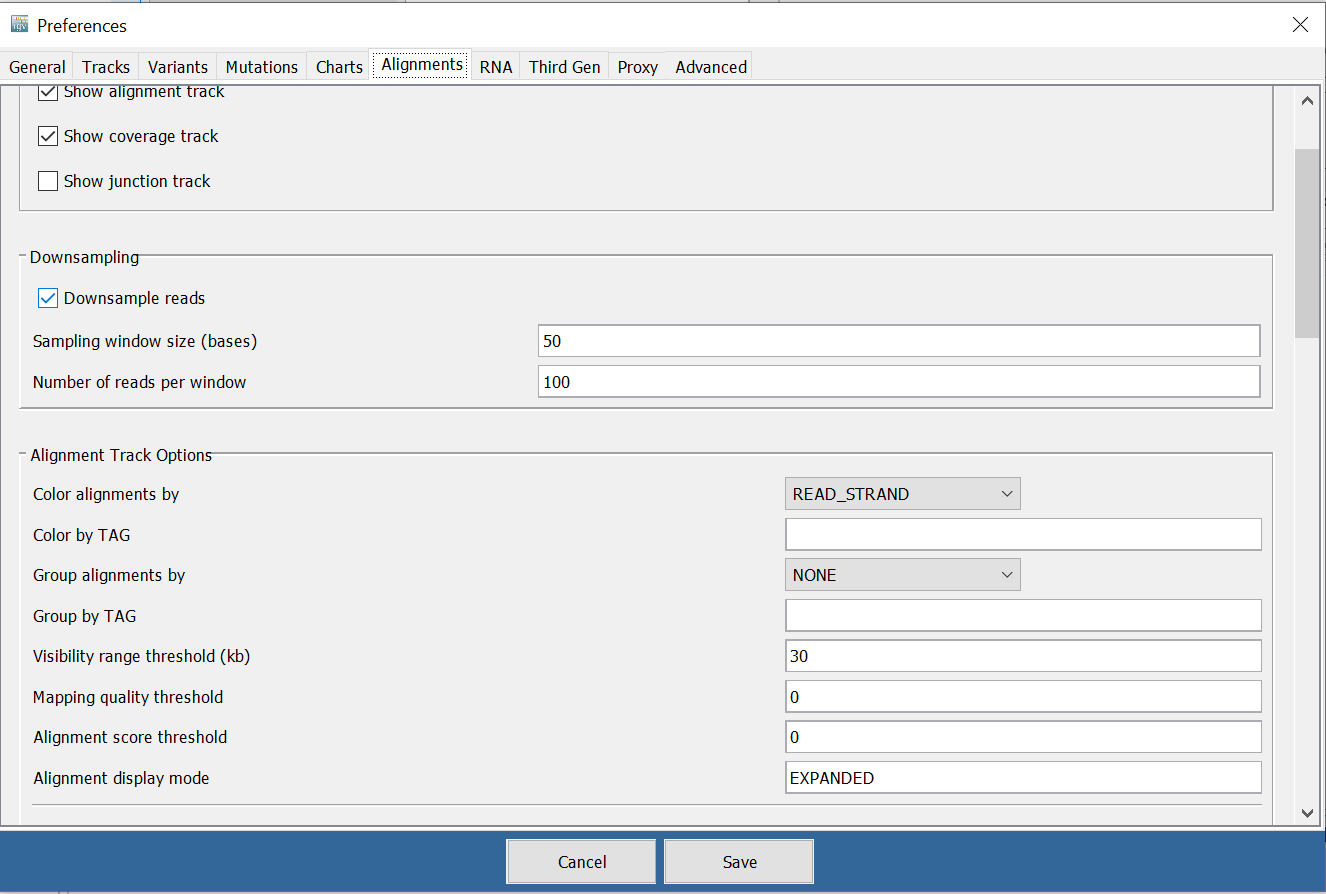 Preferences
General Tracks Variants Mutations Charts Alignments RNA Third Gen Proxy Advanced
Show alignment track
Show coverage track
Show junction track
Downsampling
Downsample reads
Sampling window size (bases) 50
Number of reads per window 100
Alignment Track Options
Color alignments by READ_STRAND
Color by TAG
Group alignments by NONE
Group by TAG
Visibility range threshold (kb) 30
Mapping quality threshold 0
Alignment score threshold 0
Alignment display mode EXPANDED
Cancel Save